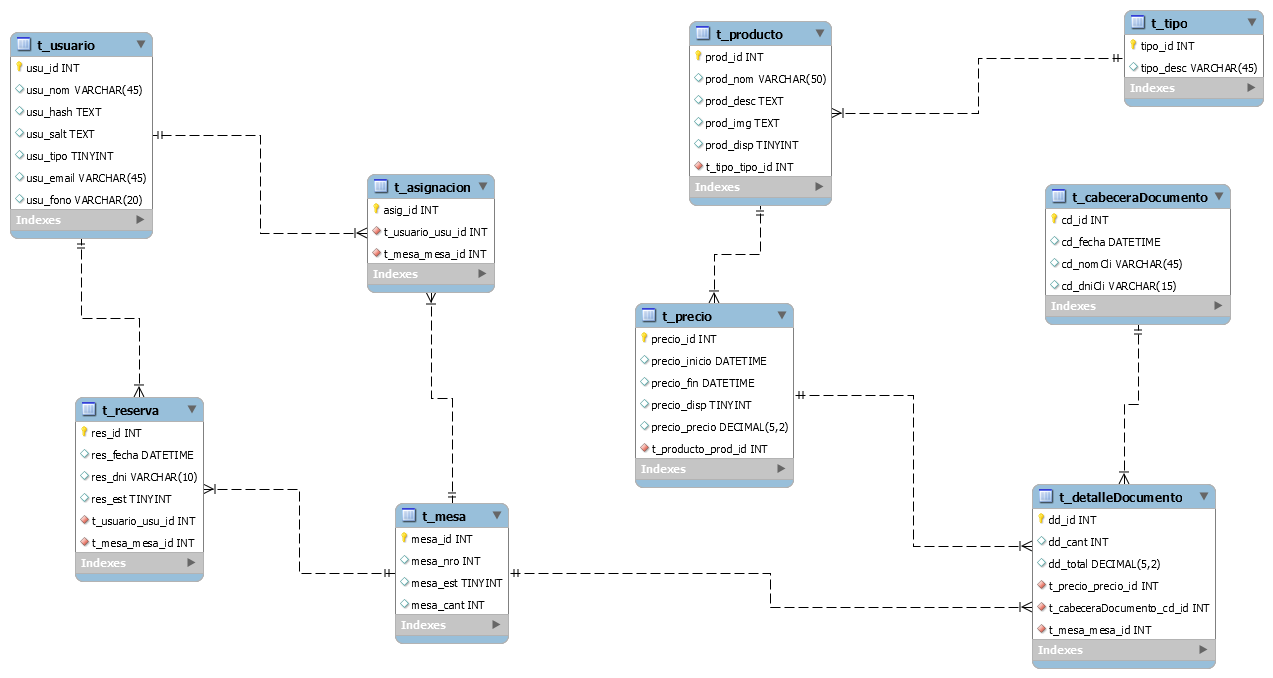 t_usuario
usu_id INT
usu_nom VARCHAR(45)
usu_hash TEXT
usu_salt TEXT
usu_tipo TINYINT
usu_email VARCHAR(45)
usu_fono VARCHAR(20)
Indexes
t_asignacion
asig_id INT
t_usuario_usu_id INT
t_mesa_mesa_id INT
Indexes
t_reserva
res_id INT
res_fecha DATETIME
res_dni VARCHAR(10)
res_est TINYINT
t_usuario_usu_id INT
t_mesa_mesa_id INT
Indexes
t_mesa
mesa_id INT
mesa_nro INT
mesa_est TINYINT
mesa_cant INT
Indexes
t_producto
prod_id INT
prod_nom VARCHAR(50)
prod_desc TEXT
prod_img TEXT
prod_disp TINYINT
t_tipo_tipo_id INT
Indexes
t_tipo
tipo_id INT
tipo_desc VARCHAR(45)
Indexes
t_precio
precio_id INT
precio_inicio DATETIME
precio_fin DATETIME
precio_disp TINYINT
precio_precio DECIMAL(5,2)
t_producto_prod_id INT
Indexes
t_cabeceraDocumento
cd_id INT
cd_fecha DATETIME
cd_nomCli VARCHAR(45)
cd_dniCli VARCHAR(15)
Indexes
t_detalleDocumento
dd_id INT
dd_cant INT
dd_total DECIMAL(5,2)
t_precio_precio_id INT
t_cabeceraDocumento_cd_id INT
t_mesa_mesa_id INT
Indexes